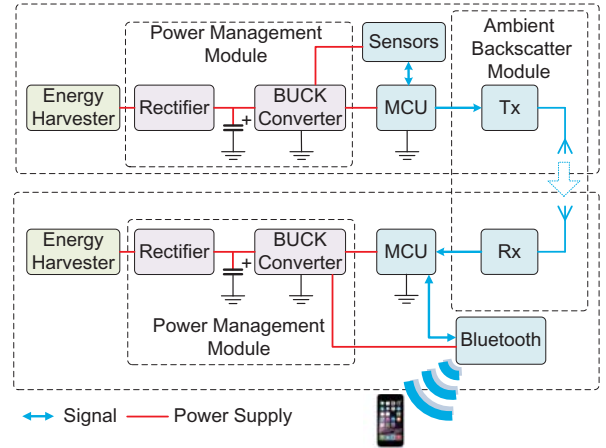 Power Management
Module
Sensors
Ambient
Backscatter
Module
Energy
Harvester
Rectifier
+
BUCK
Converter
MCU
Tx
Energy
Harvester
Rectifier
+
BUCK
Converter
MCU
Rx
Power Management
Module
Bluetooth
Signal
Power Supply